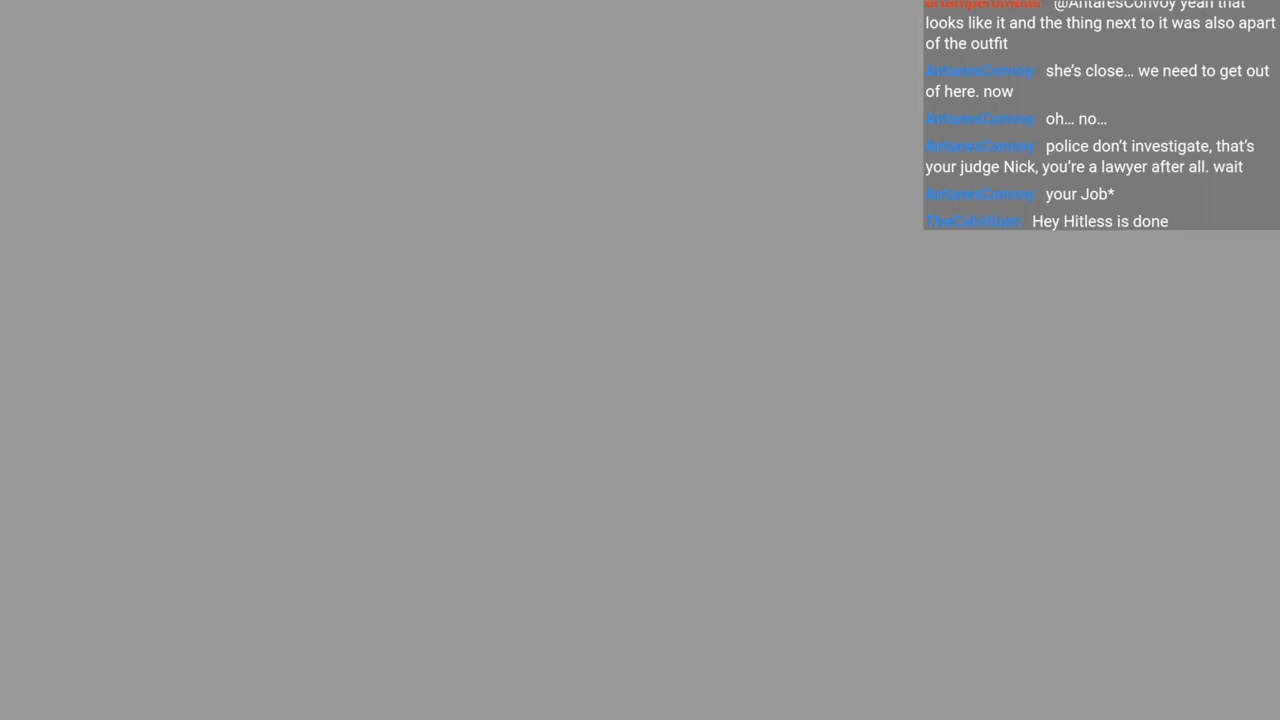 @AntaresConvoy yeah that
looks like it and the thing next to it was also apart
of the outfit
AntaresConvoy she's close… we need to get out
of here. now
AntaresConvoy oh… no…
AntaresConvoy police don't investigate, that's
your judge Nick, you're a lawyer after all. wait
AntaresConvoy your Job*
Hey Hitless is done